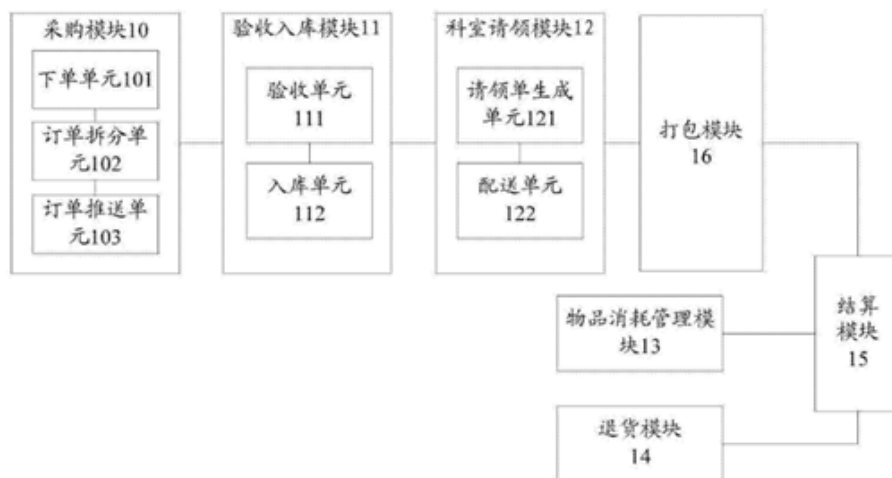 采购模块10
下单单元101
订单拆分单
元102
订单推送单
元103
验收入库模块11
验收单元
111
入库单元
112
科室请领模块12
请领单生成
单元121
配送单元
122
打包模块
16
物品消耗管理模
块13
退货模块
14
结算
模块
15